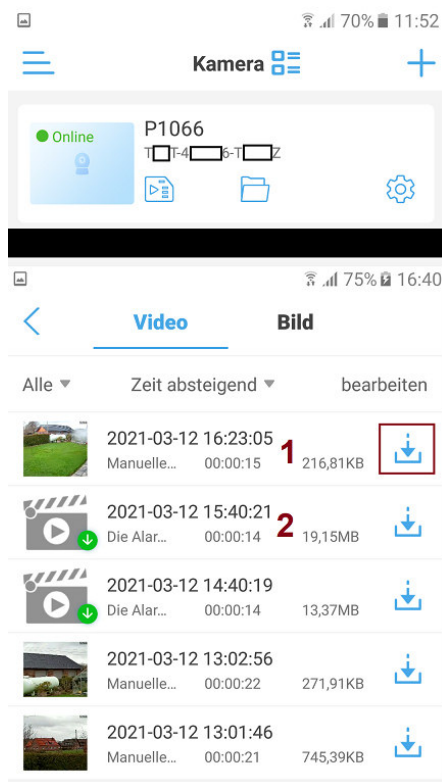 70% 11:52
Kamera
Online
P1066
T T-4 6-T Z
75% 16:40
Video Bild
Alle Zeit absteigend bearbeiten
2021-03-12 16:23:05
Manuelle... 00:00:15 1 216,81KB
2021-03-12 15:40:21
Die Alar... 00:00:14 2 19,15MB
2021-03-12 14:40:19
Die Alar... 00:00:14 13,37MB
2021-03-12 13:02:56
Manuelle... 00:00:22 271,91KB
2021-03-12 13:01:46
Manuelle... 00:00:21 745,39KB